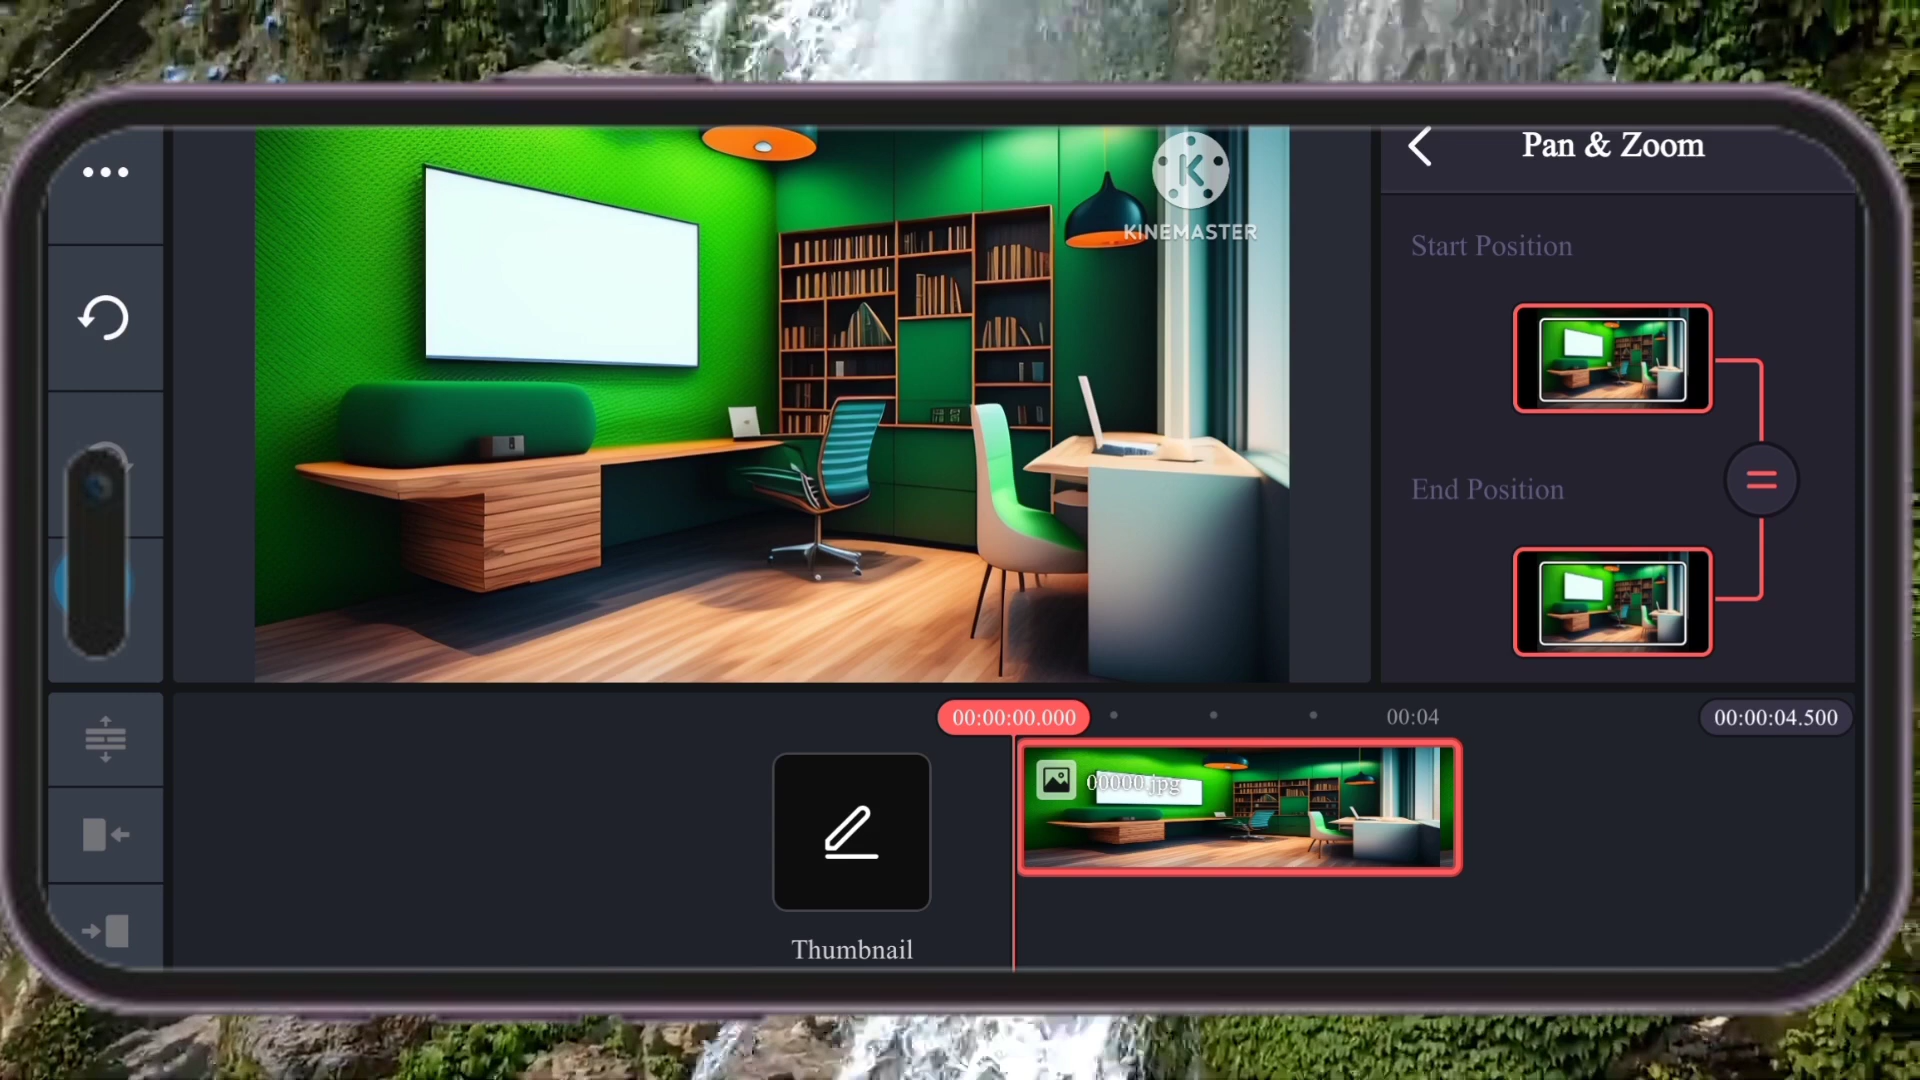 Pan & Zoom
KINEMASTER
Start Position
End Position
00:00:00.000
00:04
00:00:04.500
00000.jpg
Thumbnail